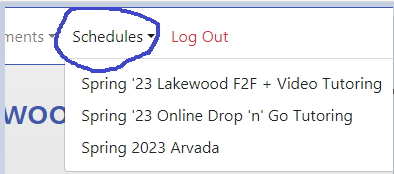 ments Schedules Log Out
Spring '23 Lakewood F2F + Video Tutoring
woo
Spring '23 Online Drop 'n' Go Tutoring
Spring 2023 Arvada